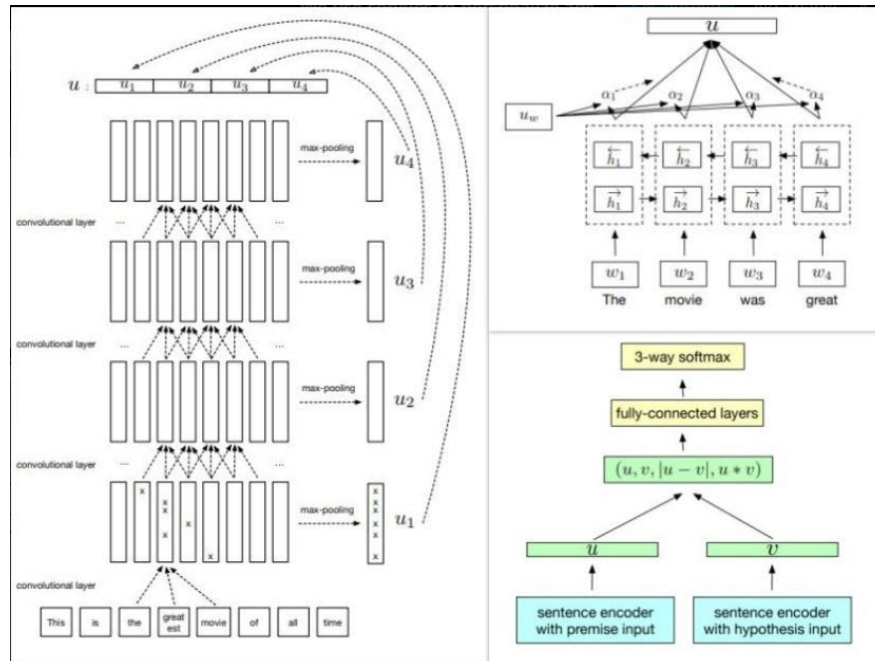 u : u₁ u₂ u₃ u₄
max-pooling
u₄
convolutional layer ... ...
max-pooling
u₃
convolutional layer ... ...
max-pooling
u₂
convolutional layer ... ...
x x x x x x x
max-pooling
x x x x x x
u₁
convolutional layer
This is the great movie of all time
est
u
α₁ α₂ α₃ α₄
u_w
←h₁ ←h₂ ←h₃ ←h₄
→h₁ →h₂ →h₃ →h₄
w₁ w₂ w₃ w₄
The movie was great
3-way softmax
fully-connected layers
(u, v, |u − v|, u * v)
u v
sentence encoder
with premise input
sentence encoder
with hypothesis input